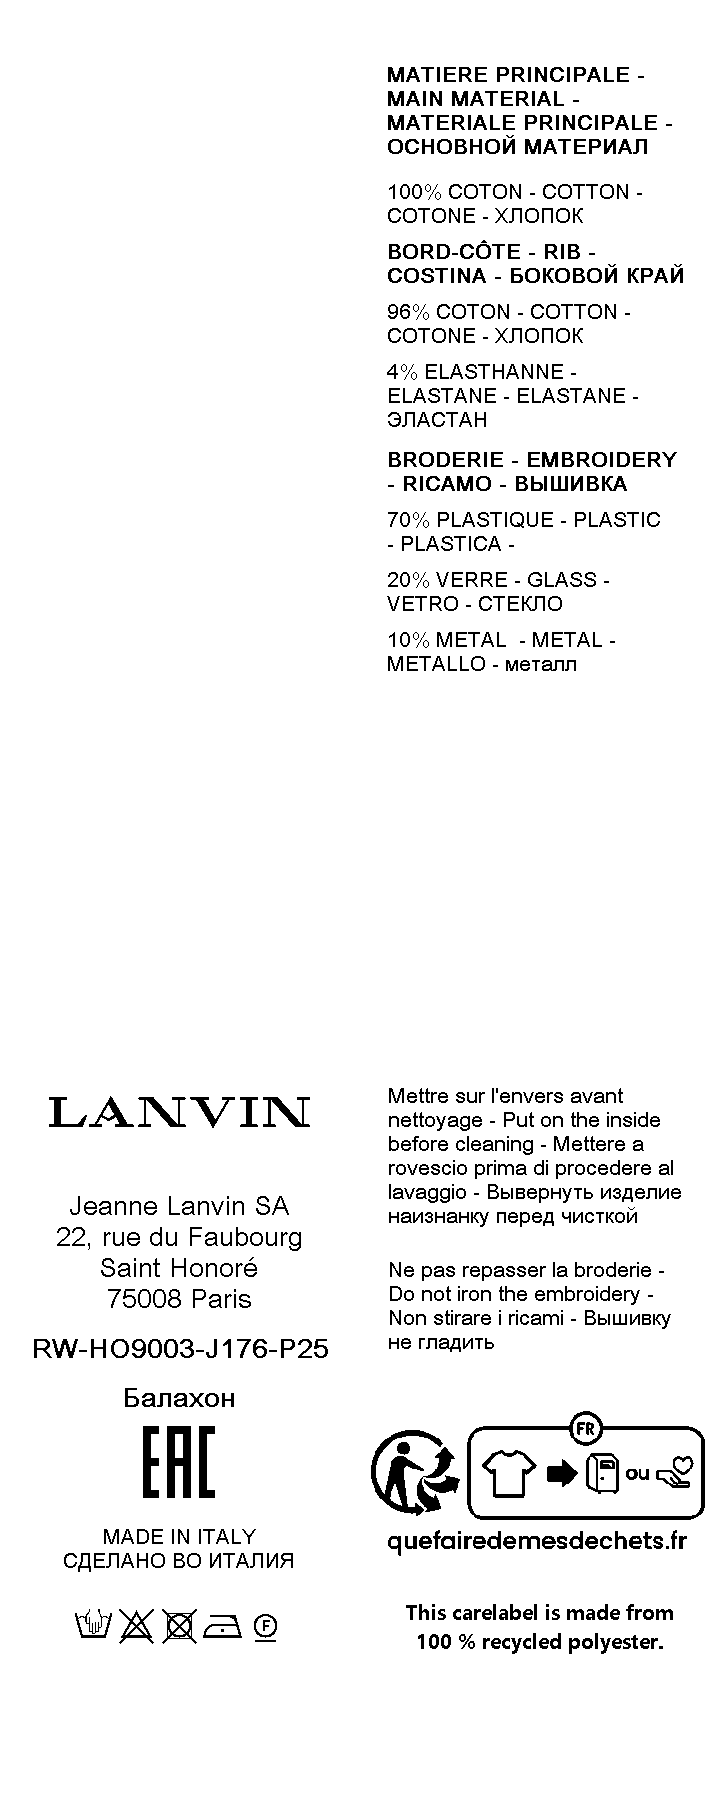 MATIERE PRINCIPALE -
MAIN MATERIAL -
MATERIALE PRINCIPALE -
ОСНОВНОЙ МАТЕРИАЛ
100% COTON - COTTON -
COTONE - ХЛОПОК
BORD-CÔTE - RIB -
COSTINA - БОКОВОЙ КРАЙ
96% COTON - COTTON -
COTONE - ХЛОПОК
4% ELASTHANNE -
ELASTANE - ELASTANE -
ЭЛАСТАН
BRODERIE - EMBROIDERY
- RICAMO - ВЫШИВКА
70% PLASTIQUE - PLASTIC
- PLASTICA -
20% VERRE - GLASS -
VETRO - СТЕКЛО
10% METAL  - METAL -
METALLO - металл
LANVIN
Jeanne Lanvin SA
22, rue du Faubourg
Saint Honoré
75008 Paris
RW-HO9003-J176-P25
Балахон
EAC
MADE IN ITALY
СДЕЛАНО ВО ИТАЛИЯ
F
Mettre sur l'envers avant
nettoyage - Put on the inside
before cleaning - Mettere a
rovescio prima di procedere al
lavaggio - Вывернуть изделие
наизнанку перед чисткой
Ne pas repasser la broderie -
Do not iron the embroidery -
Non stirare i ricami - Вышивку
не гладить
FR
ou
quefairedemesdechets.fr
This carelabel is made from
100 % recycled polyester.